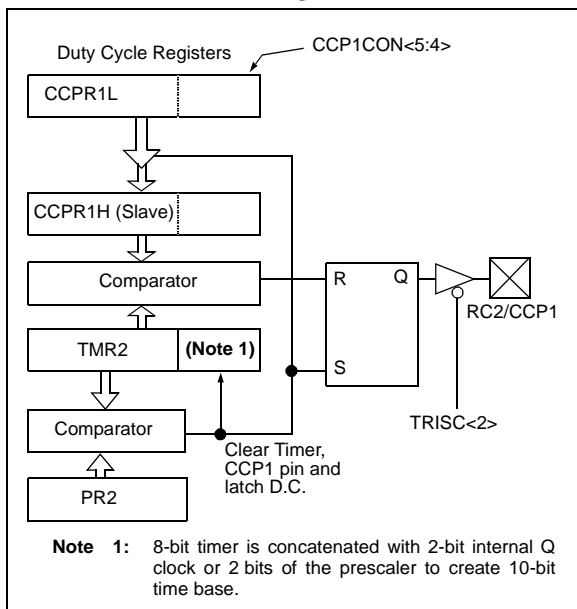 Duty Cycle Registers
CCP1CON<5:4>
CCPR1L
CCPR1H (Slave)
Comparator
R
Q
RC2/CCP1
TMR2
(Note 1)
S
TRISC<2>
Comparator
Clear Timer,
CCP1 pin and
latch D.C.
PR2
Note 1: 8-bit timer is concatenated with 2-bit internal Q
clock or 2 bits of the prescaler to create 10-bit
time base.